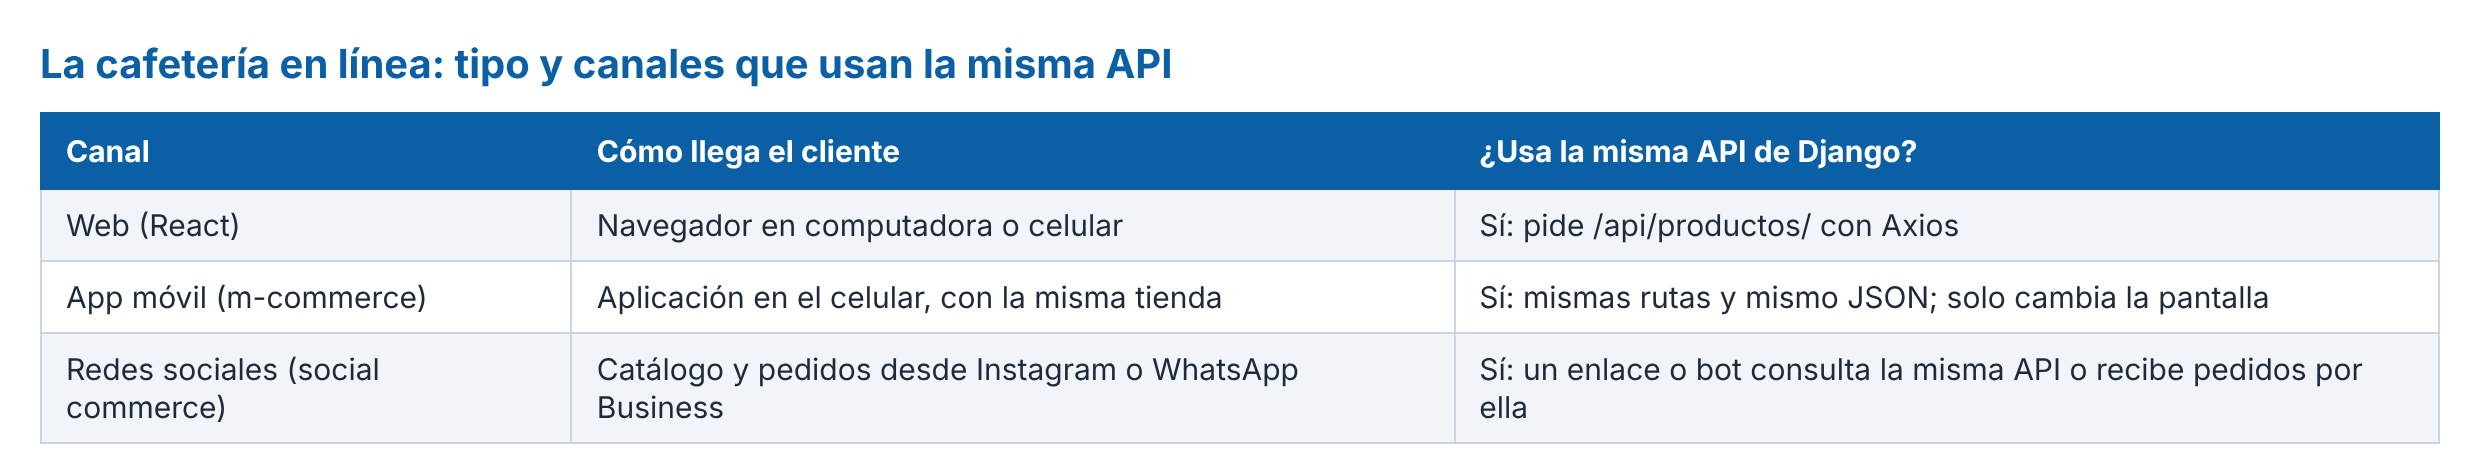 La cafetería en línea: tipo y canales que usan la misma API
Canal
Cómo llega el cliente
¿Usa la misma API de Django?
Web (React)
Navegador en computadora o celular
Sí: pide /api/productos/ con Axios
App móvil (m-commerce)
Aplicación en el celular, con la misma tienda
Sí: mismas rutas y mismo JSON; solo cambia la pantalla
Redes sociales (social
commerce)
Catálogo y pedidos desde Instagram o WhatsApp
Business
Sí: un enlace o bot consulta la misma API o recibe pedidos por
ella